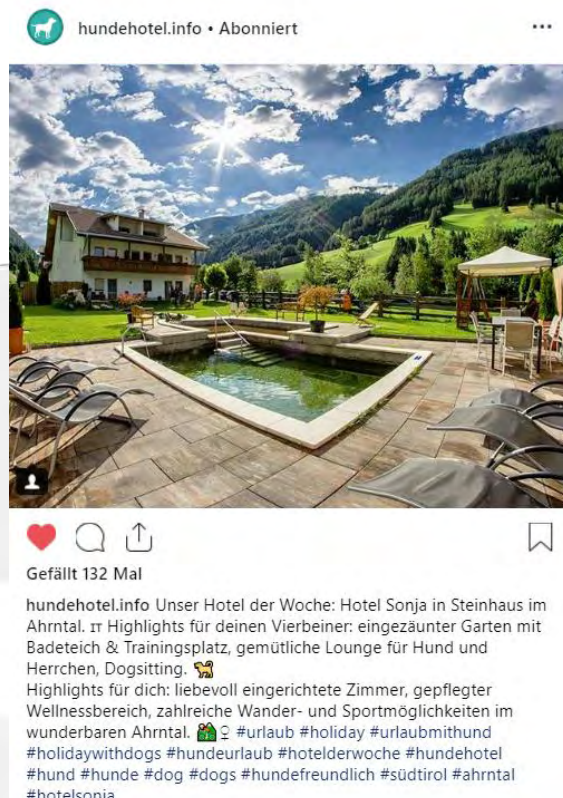 hundehotel.info • Abonniert
Gefällt 132 Mal
hundehotel.info Unser Hotel der Woche: Hotel Sonja in Steinhaus im
Ahrntal. IT Highlights für deinen Vierbeiner: eingezäunter Garten mit
Badeteich & Trainingsplatz, gemütliche Lounge für Hund und
Herrchen, Dogsitting. 🐕
Highlights für dich: liebevoll eingerichtete Zimmer, gepflegter
Wellnessbereich, zahlreiche Wander- und Sportmöglichkeiten im
wunderbaren Ahrntal. 🏞♀ #urlaub #holiday #urlaubmithund
#holidaywithdogs #hundeurlaub #hotelderwoche #hundehotel
#hund #hunde #dog #dogs #hundefreundlich #südtirol #ahrntal
#hotelsonja